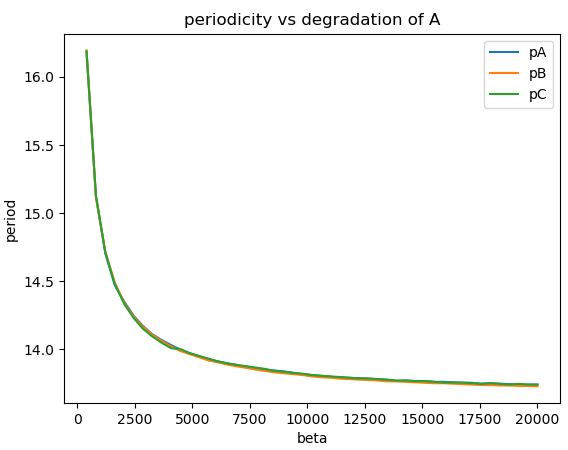 periodicity vs degradation of A
pA
pB
pC
16.0
15.5
15.0
14.5
14.0
period
0 2500 5000 7500 10000 12500 15000 17500 20000
beta